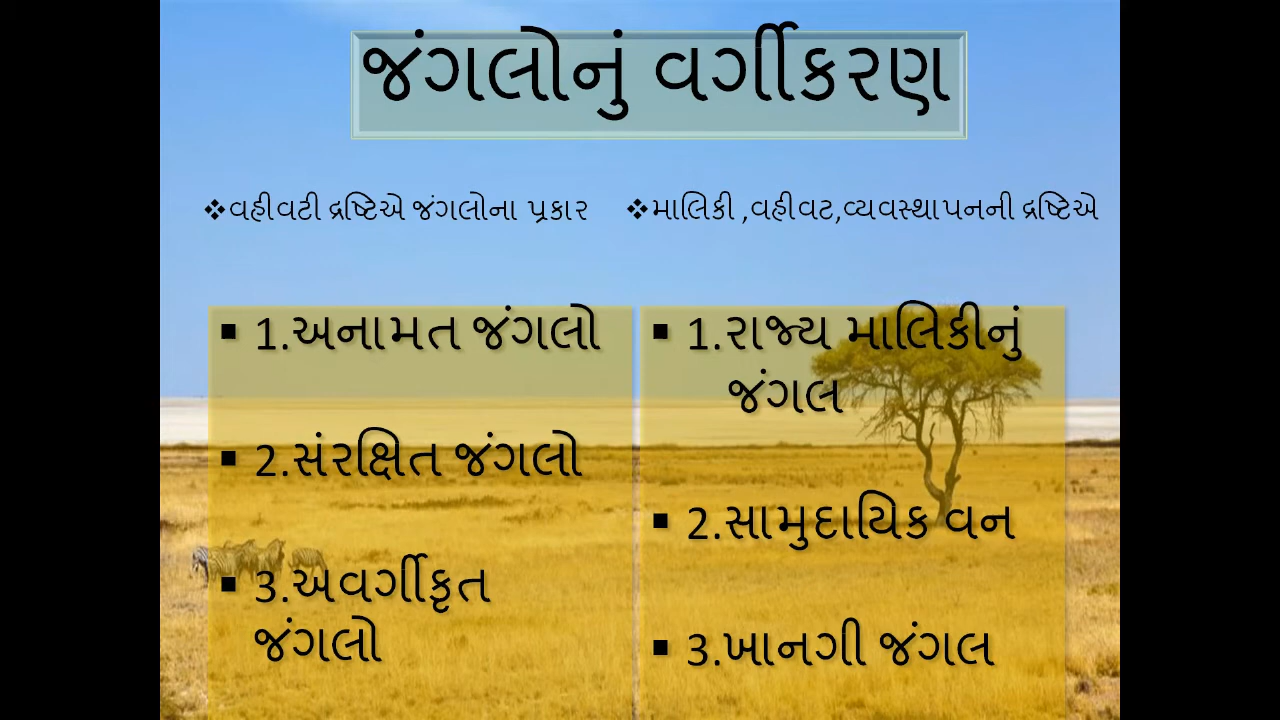 જંગલોનું વર્ગીકરણ
❖વહીવટી દ્રષ્ટિએ જંગલોના પ્રકાર
❖માલિકી ,વહીવટ,વ્યવસ્થાપનની દ્રષ્ટિએ
▪ 1.અનામત જંગલો
▪ 2.સંરક્ષિત જંગલો
▪ 3.અવર્ગીકૃત
જંગલો
▪ 1.રાજ્ય માલિકીનું
જંગલ
▪ 2.સામુદાયિક વન
▪ 3.ખાનગી જંગલ